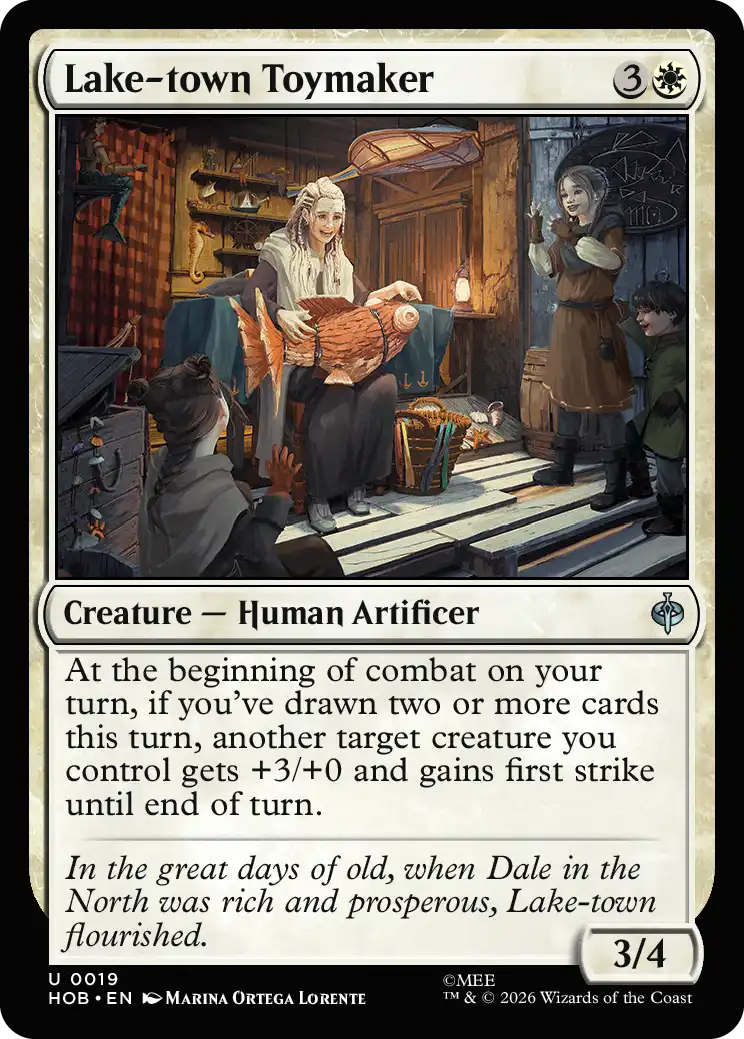 Lake-town Toymaker 3
Creature — Human Artificer
At the beginning of combat on your
turn, if you’ve drawn two or more cards
this turn, another target creature you
control gets +3/+0 and gains first strike
until end of turn.
In the great days of old, when Dale in the
North was rich and prosperous, Lake-town
flourished.
3/4
U 0019
HOB • EN Marina Ortega Lorente
©MEE
™ & © 2026 Wizards of the Coast